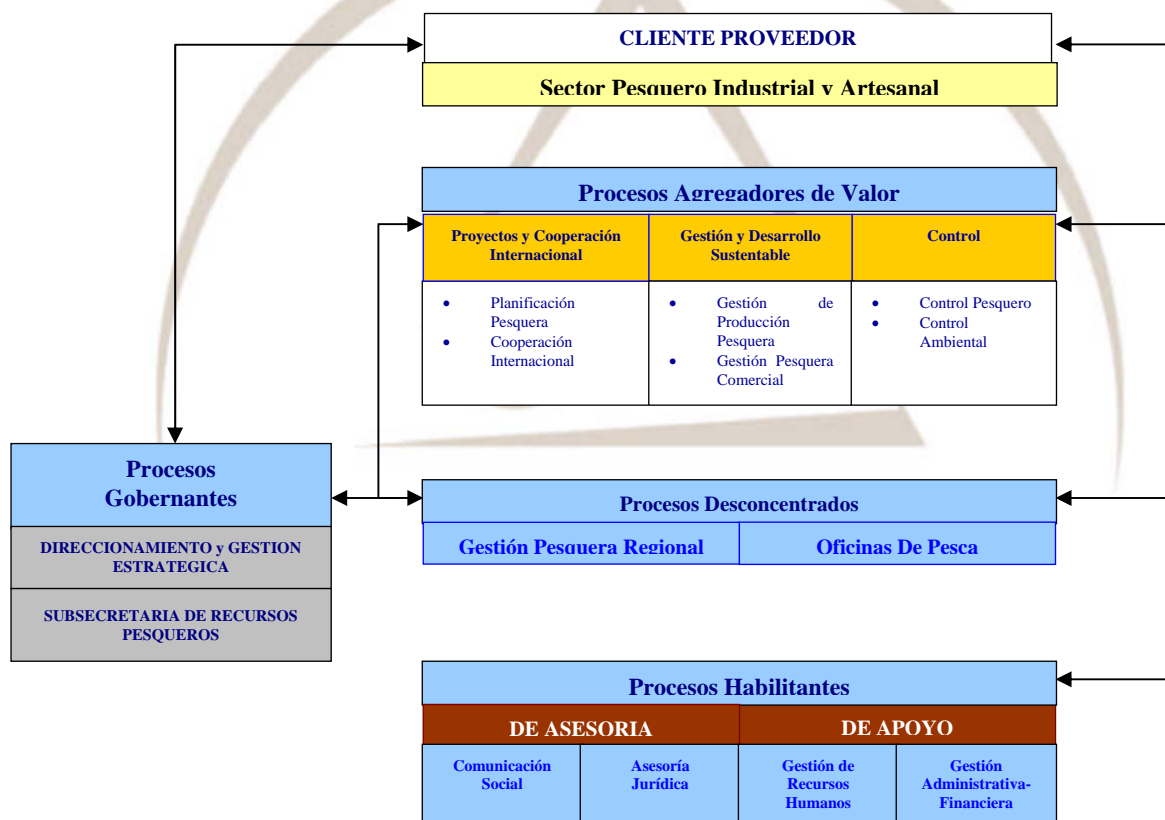 CLIENTE PROVEEDOR
Sector Pesquero Industrial y Artesanal
Procesos Agregadores de Valor
Proyectos y Cooperación
Internacional
Gestión y Desarrollo
Sustentable
Control
• Planificación
Pesquera
• Cooperación
Internacional
• Gestión de
Producción
Pesquera
• Gestión Pesquera
Comercial
• Control Pesquero
• Control
Ambiental
Procesos
Gobernantes
DIRECCIONAMIENTO y GESTION
ESTRATEGICA
SUBSECRETARIA DE RECURSOS
PESQUEROS
Procesos Desconcentrados
Gestión Pesquera Regional
Oficinas De Pesca
Procesos Habilitantes
DE ASESORIA
DE APOYO
Comunicación
Social
Asesoría
Jurídica
Gestión de
Recursos
Humanos
Gestión
Administrativa-
Financiera